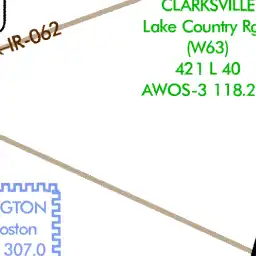 IR-062
CLARKSVILLE
Lake Country Rg
(W63)
421 L 40
AWOS-3 118.2
GTON
oston
307.0